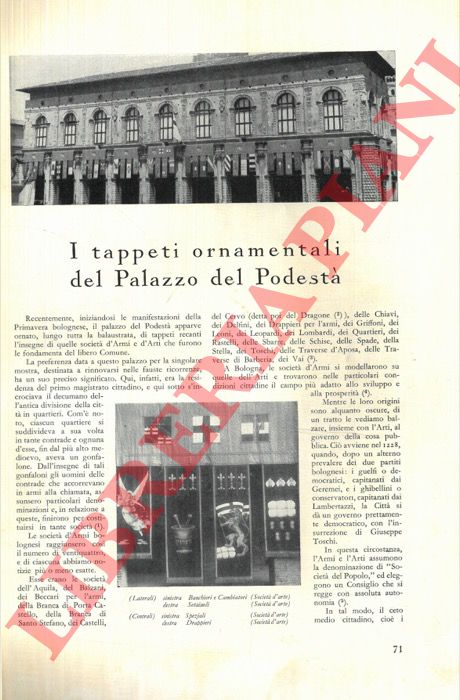 I tappeti ornamentali
del Palazzo del Podestà
Recentemente, iniziandosi le manifestazioni della
Primavera bolognese, il palazzo del Podestà apparve
ornato, lungo tutta la balaustrata, di tappeti recanti
l'insegne di quelle società d'Armi e d'Arti che furono
le fondamenta del libero Comune.
La preferenza data a questo palazzo per la singolare
mostra, destinata a rinnovarsi nelle fauste ricorrenze
ha un suo preciso significato. Qui, infatti, era la
denza del primo magistrato cittadino, e qui sotto s'in-
crociava il decumano del-
l'antica divisione della cit-
tà in quartieri. Com'è no-
to, ciascun quartiere si
suddivideva a sua volta
in tante contrade e ognuna
d'esse, fin dal più alto me-
dioevo, aveva un gonfa-
lone. Dall'insegne di tali
gonfaloni gli uomini delle
contrade che accorrevano
in armi alla chiamata, as-
sunsero particolari deno-
minazioni e, in relazione a
queste, finirono per costi-
tuirsi in tante società (¹).
Le società d'Armi bo-
lognesi raggiunsero così
il numero di ventiquattro
e di ciascuna abbiamo no-
tizie più o meno esatte.
Esse erano: la società
dell'Aquila, dei Balzani,
dei Beccari per l'armi,
della Branca di Porta Ca-
stello, della Branca di
Santo Stefano, dei Castelli,
del Cervo (detta poi del Dragone (²)), delle Chiavi,
dei Delfini, dei Drappieri per l'armi, dei Griffoni, dei
Leoni, dei Leopardi, dei Lombardi, dei Quartieri, dei
Rastelli, delle Sbarre, delle Schise, delle Spade, della
Stella, dei Toschi, delle Traverse d'Aposa, delle Tra-
verse di Barberia, dei Vai (³).
A Bologna, le società d'Armi si modellarono su
quelle dell'Arti e trovarono nelle particolari con-
dizioni cittadine il campo più adatto allo sviluppo e
alla prosperità (⁴).
Mentre le loro origini
sono alquanto oscure, di
un tratto le vediamo bal-
zare, insieme con l'Arti, al
governo della cosa pub-
blica. Ciò avviene nel 1228,
quando, dopo un alterno
prevalere dei due partiti
bolognesi: i guelfi o de-
mocratici, capitanati dai
Geremei, e i ghibellini o
conservatori, capitanati dai
Lambertazzi, la Città si
dà un governo prettamen-
te democratico, con l'in-
surrezione di Giuseppe
Toschi.
In questa circostanza,
l'Armi e l'Arti assumono
la denominazione di "So-
cietà del Popolo," ed eleg-
gono un Consiglio che si
regge con assoluta auto-
nomia (⁵).
In tal modo, il ceto
medio cittadino, cioè i
(Laterali) sinistra Banchieri e Cambiatori (Società d'arte)
destra Sotaiuoli (Società d'arte)
(Centrali) sinistra Speziali (Società d'arte)
destra Drappieri (Società d'arte)
71
LIBRERIAPIANI